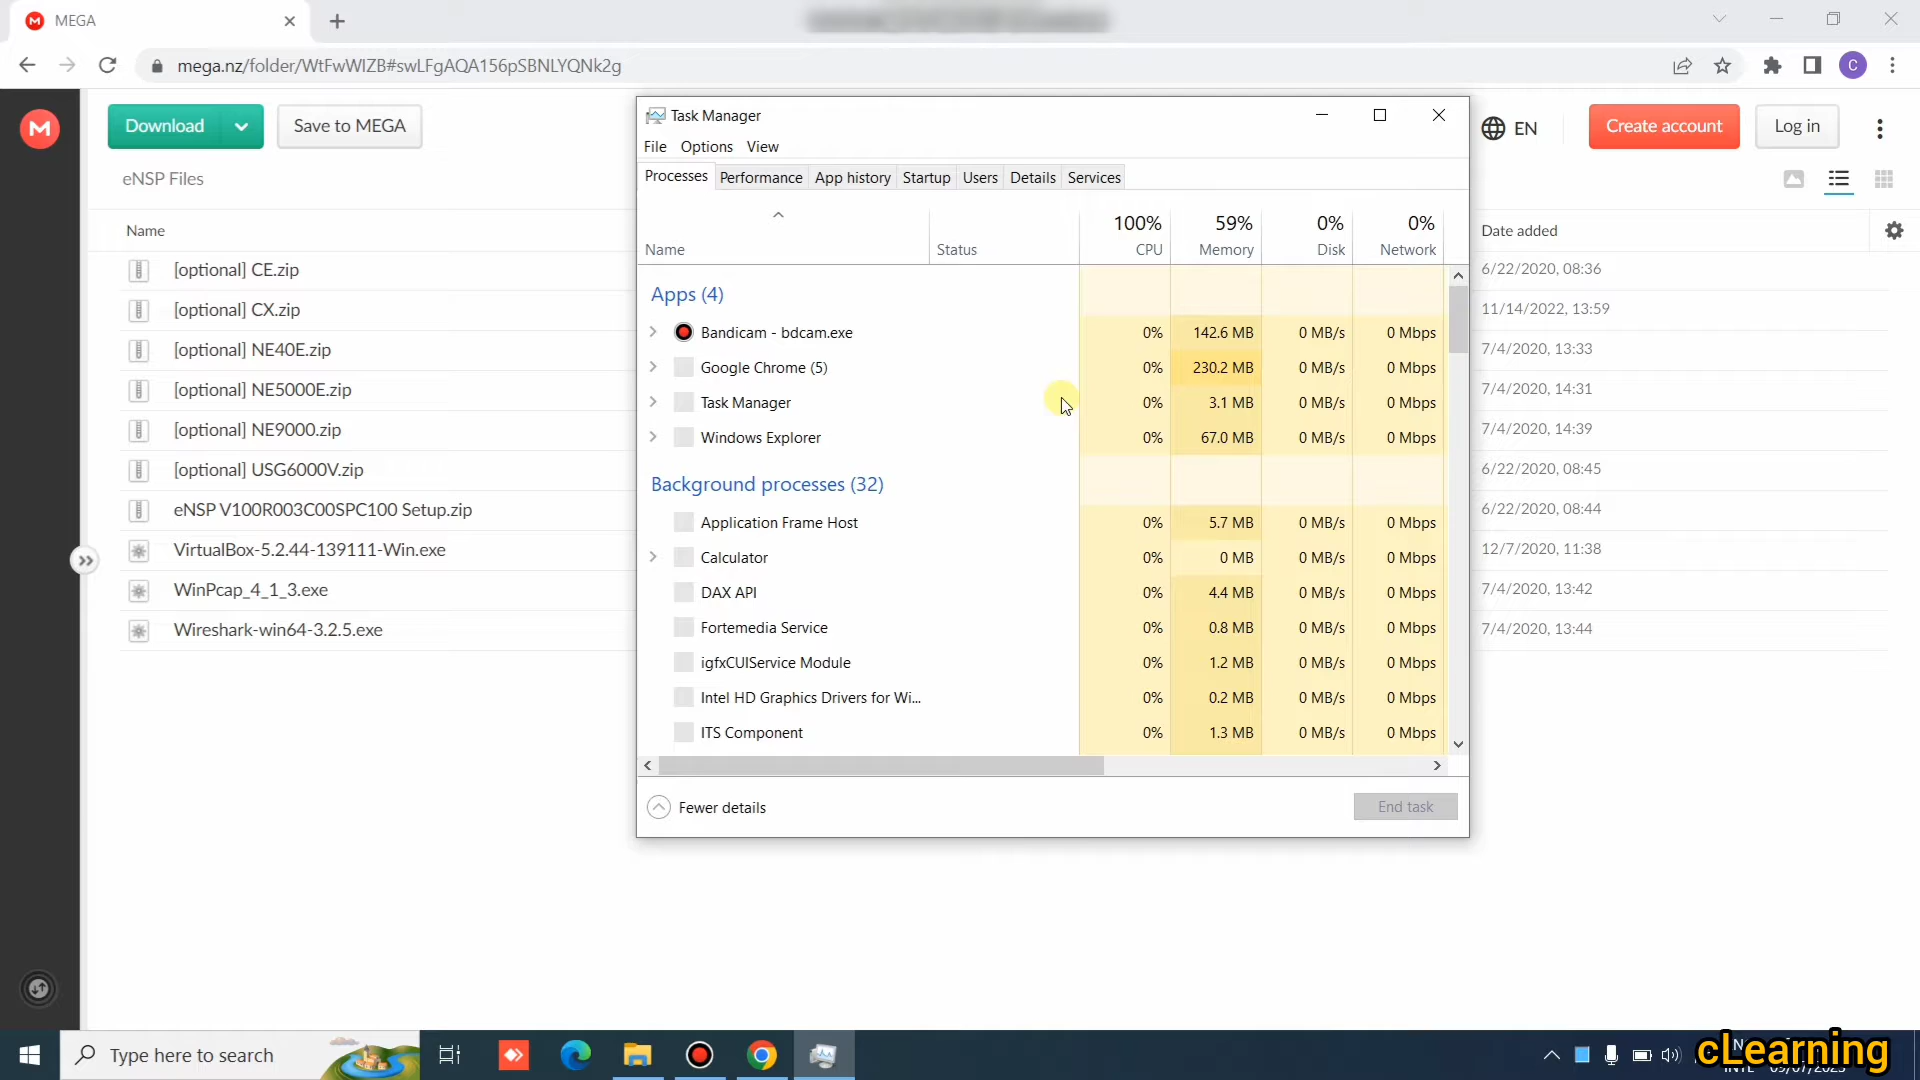 MEGA
mega.nz/folder/WtFwWIZB#swLFgAQA156pSBNLYQNk2g
C
Download
Save to MEGA
EN
Create account
Log in
eNSP Files
Name
Date added
[optional] CE.zip
6/22/2020, 08:36
[optional] CX.zip
11/14/2022, 13:59
[optional] NE40E.zip
7/4/2020, 13:33
[optional] NE5000E.zip
7/4/2020, 14:31
[optional] NE9000.zip
7/4/2020, 14:39
[optional] USG6000V.zip
6/22/2020, 08:45
eNSP V100R003C00SPC100 Setup.zip
6/22/2020, 08:44
VirtualBox-5.2.44-139111-Win.exe
12/7/2020, 11:38
WinPcap_4_1_3.exe
7/4/2020, 13:42
Wireshark-win64-3.2.5.exe
7/4/2020, 13:44
Task Manager
File Options View
Processes Performance App history Startup Users Details Services
100% 59% 0% 0%
Name Status CPU Memory Disk Network
Apps (4)
Bandicam - bdcam.exe 0% 142.6 MB 0 MB/s 0 Mbps
Google Chrome (5) 0% 230.2 MB 0 MB/s 0 Mbps
Task Manager 0% 3.1 MB 0 MB/s 0 Mbps
Windows Explorer 0% 67.0 MB 0 MB/s 0 Mbps
Background processes (32)
Application Frame Host 0% 5.7 MB 0 MB/s 0 Mbps
Calculator 0% 0 MB 0 MB/s 0 Mbps
DAX API 0% 4.4 MB 0 MB/s 0 Mbps
Fortemedia Service 0% 0.8 MB 0 MB/s 0 Mbps
igfxCUIService Module 0% 1.2 MB 0 MB/s 0 Mbps
Intel HD Graphics Drivers for Wi... 0% 0.2 MB 0 MB/s 0 Mbps
ITS Component 0% 1.3 MB 0 MB/s 0 Mbps
Fewer details
End task
Type here to search
cLearning